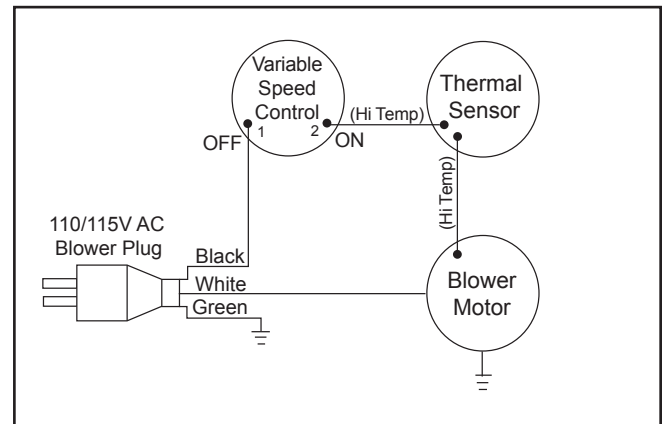 Variable
Speed
Control
1
2
OFF
ON
(Hi Temp)
Thermal
Sensor
(Hi Temp)
110/115V AC
Blower Plug
Black
White
Green
Blower
Motor